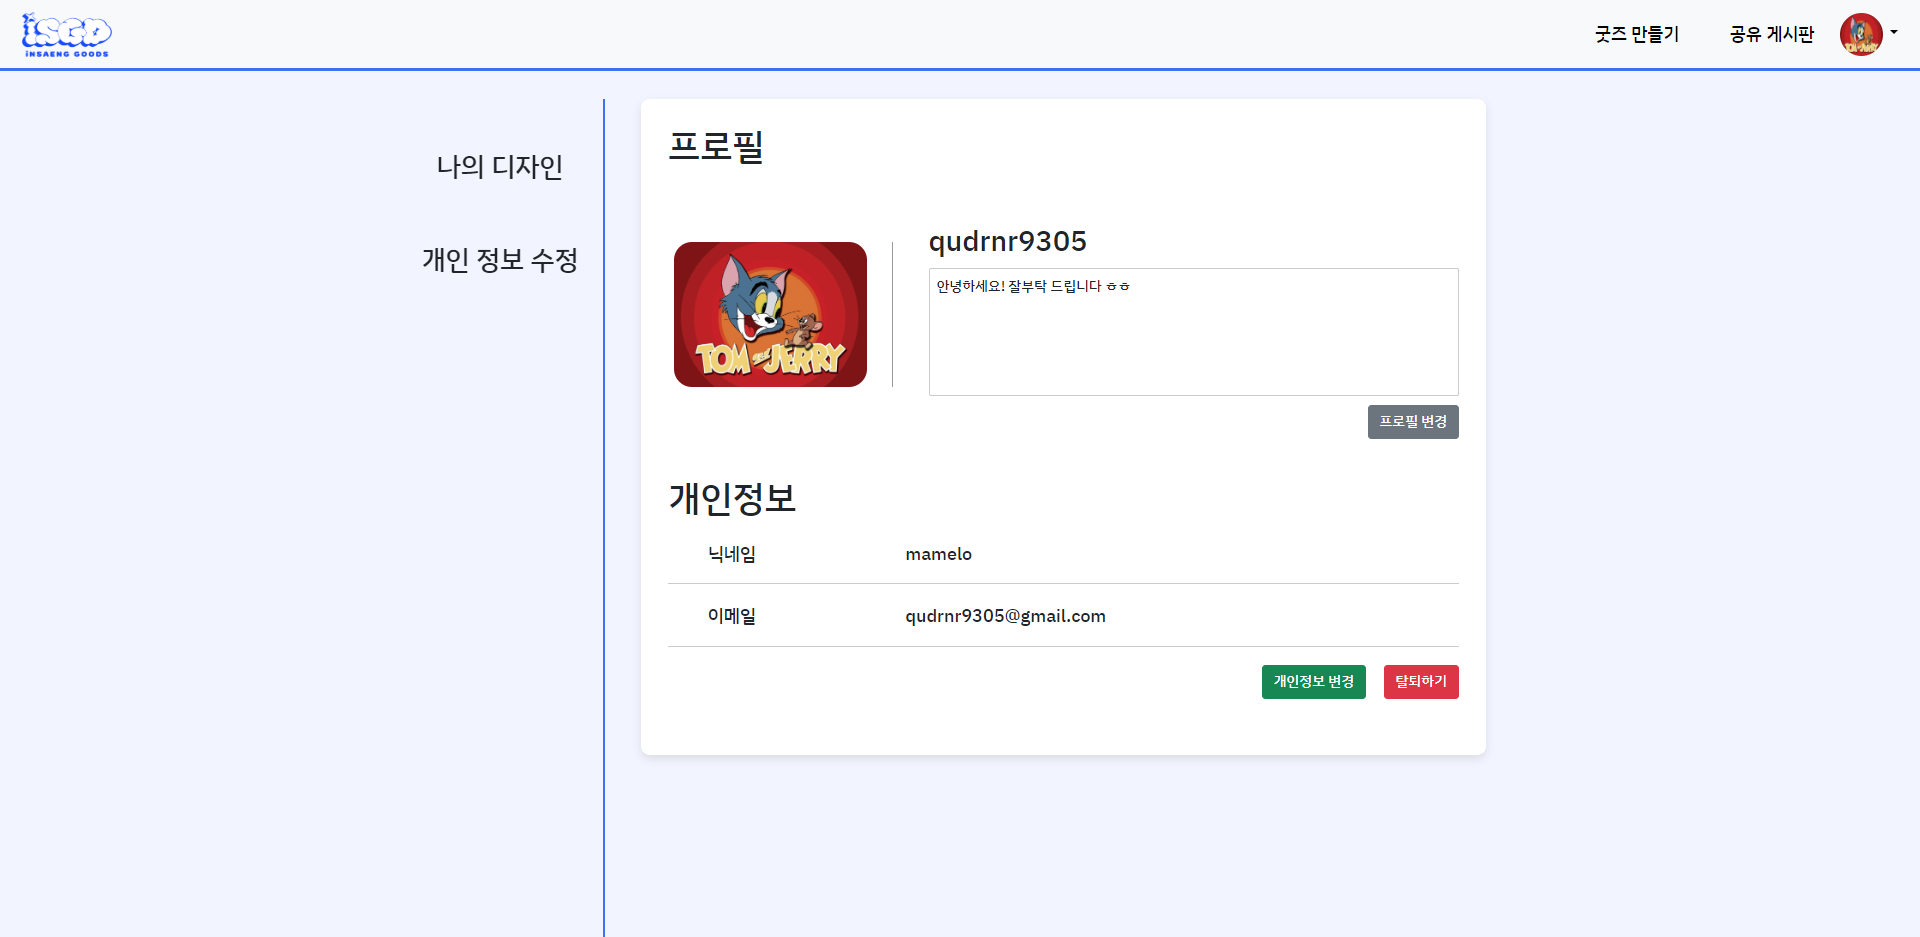 iSGD
iNSAENG GOODS
굿즈 만들기
공유 게시판
TOM and JERRY
나의 디자인
개인 정보 수정
프로필
TOM and JERRY
qudrnr9305
안녕하세요! 잘부탁 드립니다 ㅎㅎ
프로필 변경
개인정보
닉네임 mamelo
이메일 qudrnr9305@gmail.com
개인정보 변경 탈퇴하기